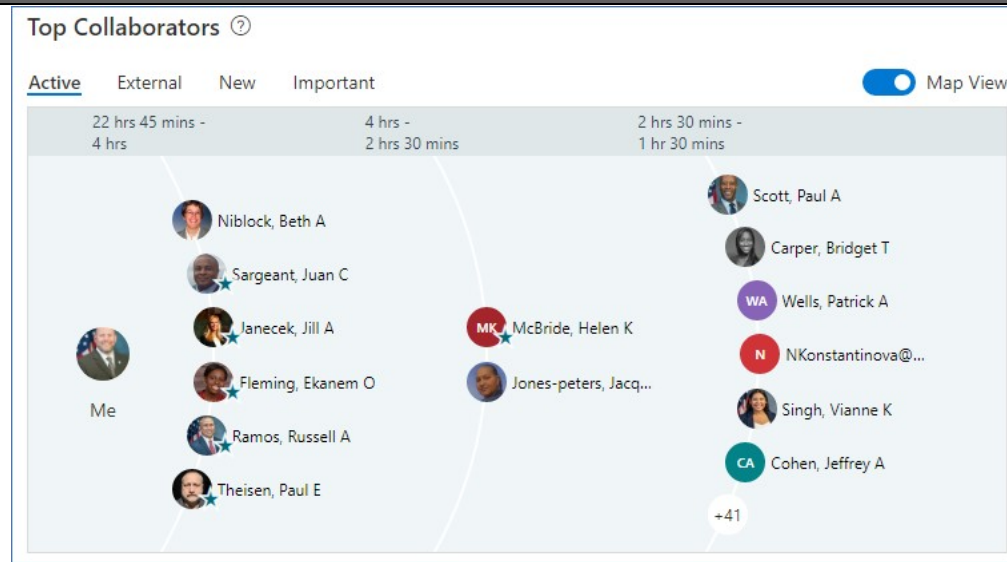 Top Collaborators ?
Active External New Important Map View
22 hrs 45 mins - 4 hrs - 2 hrs 30 mins -
4 hrs 2 hrs 30 mins 1 hr 30 mins
Scott, Paul A
Niblock, Beth A
Carper, Bridget T
Sargeant, Juan C
WA Wells, Patrick A
Janecek, Jill A
MK McBride, Helen K
N NKonstantinova@...
Fleming, Ekanem O
Jones-peters, Jacq...
Me
Singh, Vianne K
Ramos, Russell A
CA Cohen, Jeffrey A
Theisen, Paul E
+41